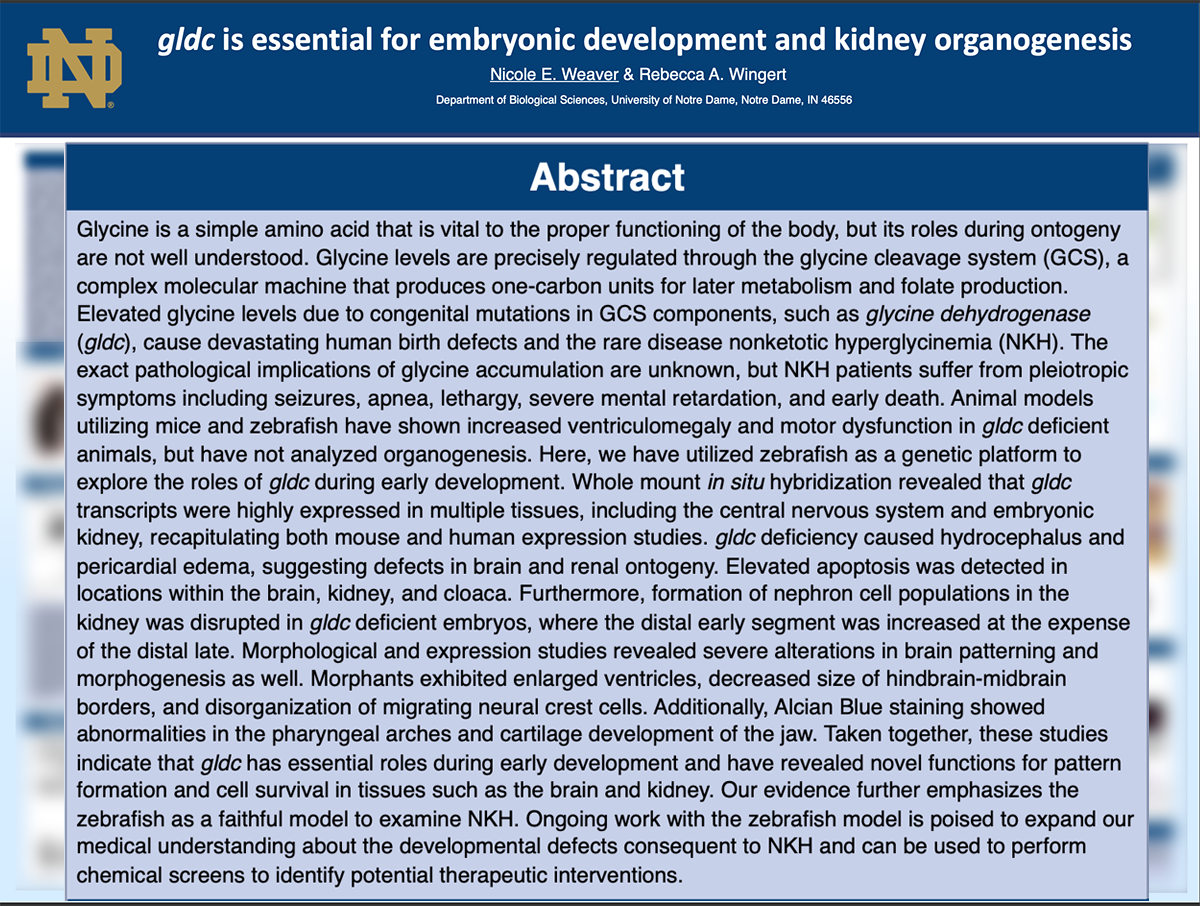 gldc is essential for embryonic development and kidney organogenesis
Nicole E. Weaver & Rebecca A. Wingert
Department of Biological Sciences, University of Notre Dame, Notre Dame, IN 46556
ND
®
Abstract
Glycine is a simple amino acid that is vital to the proper functioning of the body, but its roles during ontogeny
are not well understood. Glycine levels are precisely regulated through the glycine cleavage system (GCS), a
complex molecular machine that produces one-carbon units for later metabolism and folate production.
Elevated glycine levels due to congenital mutations in GCS components, such as glycine dehydrogenase
(gldc), cause devastating human birth defects and the rare disease nonketotic hyperglycinemia (NKH). The
exact pathological implications of glycine accumulation are unknown, but NKH patients suffer from pleiotropic
symptoms including seizures, apnea, lethargy, severe mental retardation, and early death. Animal models
utilizing mice and zebrafish have shown increased ventriculomegaly and motor dysfunction in gldc deficient
animals, but have not analyzed organogenesis. Here, we have utilized zebrafish as a genetic platform to
explore the roles of gldc during early development. Whole mount in situ hybridization revealed that gldc
transcripts were highly expressed in multiple tissues, including the central nervous system and embryonic
kidney, recapitulating both mouse and human expression studies. gldc deficiency caused hydrocephalus and
pericardial edema, suggesting defects in brain and renal ontogeny. Elevated apoptosis was detected in
locations within the brain, kidney, and cloaca. Furthermore, formation of nephron cell populations in the
kidney was disrupted in gldc deficient embryos, where the distal early segment was increased at the expense
of the distal late. Morphological and expression studies revealed severe alterations in brain patterning and
morphogenesis as well. Morphants exhibited enlarged ventricles, decreased size of hindbrain-midbrain
borders, and disorganization of migrating neural crest cells. Additionally, Alcian Blue staining showed
abnormalities in the pharyngeal arches and cartilage development of the jaw. Taken together, these studies
indicate that gldc has essential roles during early development and have revealed novel functions for pattern
formation and cell survival in tissues such as the brain and kidney. Our evidence further emphasizes the
zebrafish as a faithful model to examine NKH. Ongoing work with the zebrafish model is poised to expand our
medical understanding about the developmental defects consequent to NKH and can be used to perform
chemical screens to identify potential therapeutic interventions.